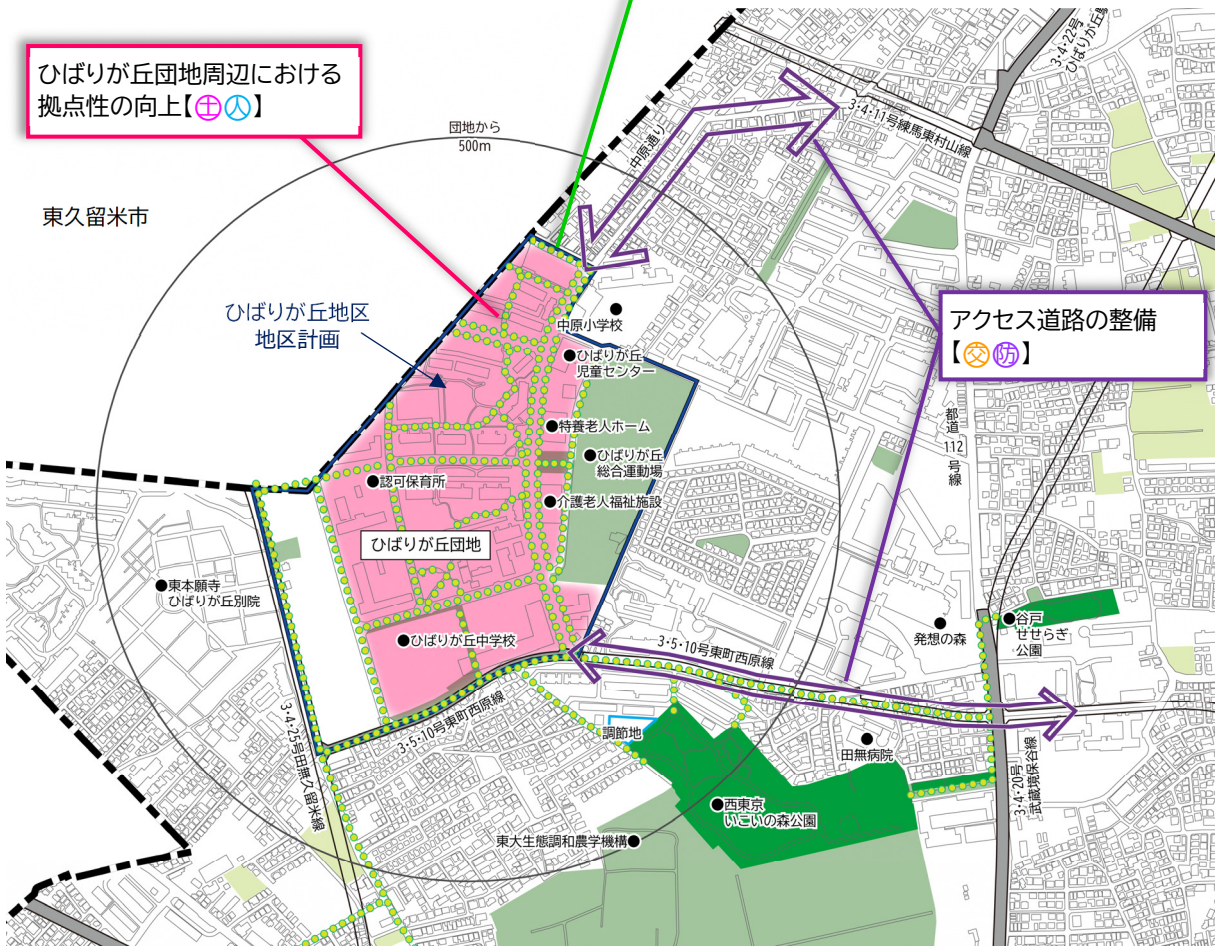 ひばりが丘団地周辺における
拠点性の向上【土人】
団地から
500m
東久留米市
3・4・22号
ひばりが丘
3・4・11号練馬東村山線
中原通り
ひばりが丘地区
地区計画
アクセス道路の整備
【交防】
中原小学校
ひばりが丘
児童センター
特養老人ホーム
ひばりが丘
総合運動場
認可保育所
介護老人福祉施設
ひばりが丘団地
都道
112
号線
東本願寺
ひばりが丘別院
ひばりが丘中学校
3・5・10号東町西原線
発想の森
谷戸
せせらぎ
公園
3・5・10号東町西原線
3・4・25号田無久留米線
調節地
田無病院
3・4・20号
武蔵境保谷線
西東京
いこいの森公園
東大生態調和農学機構